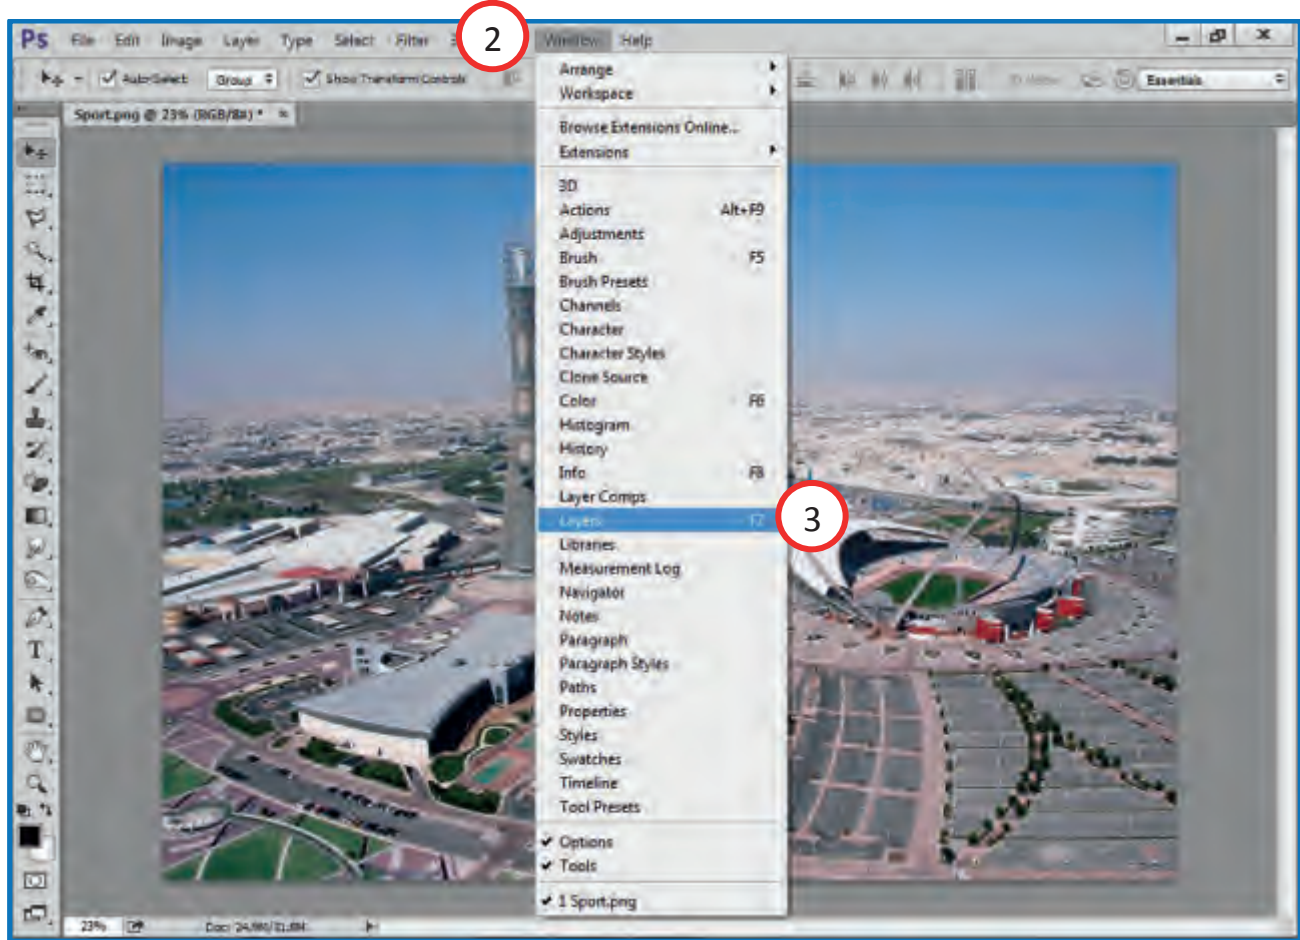 Ps File Edit Image Layer Type Select Filter 2 Window Help
Auto-Select: Group Show Transform Controls Essentials
Sport.png @ 23% (RGB/8#) *
Arrange
Workspace
Browse Extensions Online...
Extensions
3D
Actions Alt+F9
Adjustments
Brush F5
Brush Presets
Channels
Character
Character Styles
Clone Source
Color F6
Histogram
History
Info F8
Layer Comps
Layers F7
3
Libraries
Measurement Log
Navigator
Notes
Paragraph
Paragraph Styles
Paths
Properties
Styles
Swatches
Timeline
Tool Presets
Options
Tools
1 Sport.png
23%